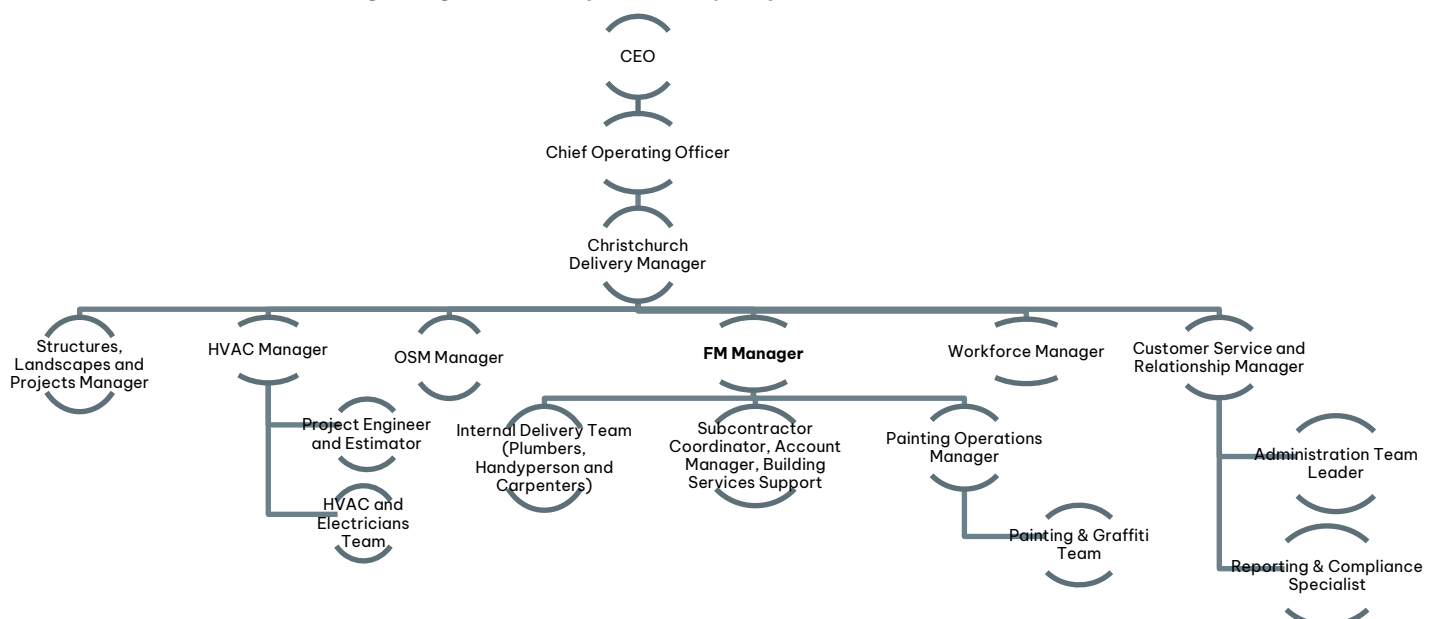 CEO
Chief Operating Officer
Christchurch
Delivery Manager
Structures,
Landscapes and
Projects Manager
HVAC Manager
OSM Manager
FM Manager
Workforce Manager
Customer Service and
Relationship Manager
Project Engineer
and Estimator
HVAC and
Electricians
Team
Internal Delivery Team
(Plumbers,
Handyperson and
Carpenters)
Subcontractor
Coordinator, Account
Manager, Building
Services Support
Painting Operations
Manager
Painting & Graffiti
Team
Administration Team
Leader
Reporting & Compliance
Specialist